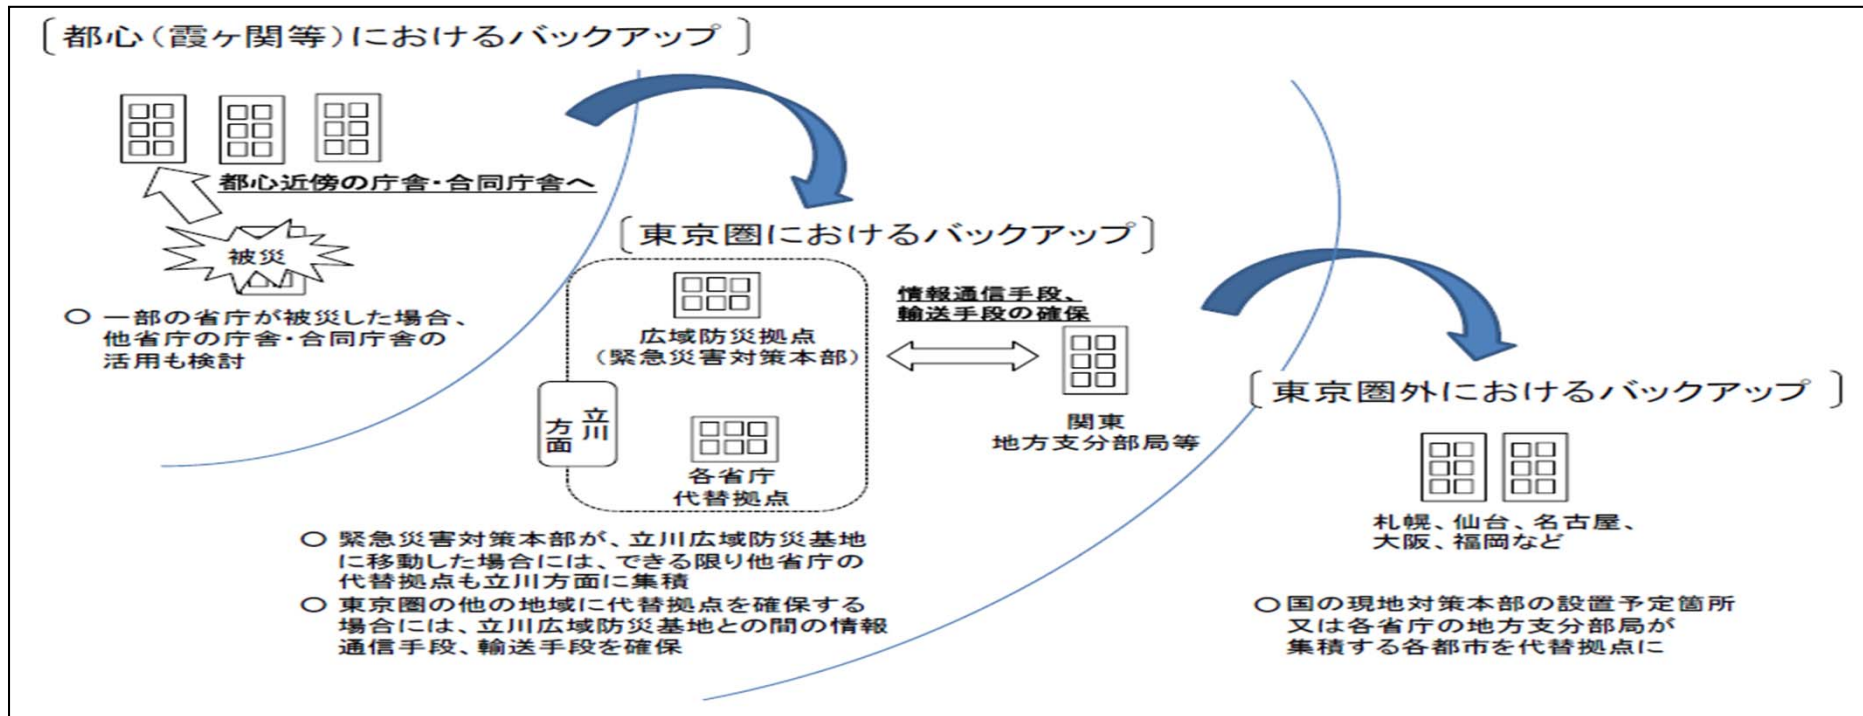 〔都心(霞ヶ関等)におけるバックアップ〕
都心近傍の庁舎・合同庁舎へ
被災
○ 一部の省庁が被災した場合、
他省庁の庁舎・合同庁舎の
活用も検討
〔東京圏におけるバックアップ〕
広域防災拠点
(緊急災害対策本部)
立川
方面
各省庁
代替拠点
情報通信手段、
輸送手段の確保
関東
地方支分部局等
○ 緊急災害対策本部が、立川広域防災基地
に移動した場合には、できる限り他省庁の
代替拠点も立川方面に集積
○ 東京圏の他の地域に代替拠点を確保する
場合には、立川広域防災基地との間の情報
通信手段、輸送手段を確保
〔東京圏外におけるバックアップ〕
札幌、仙台、名古屋、
大阪、福岡など
○国の現地対策本部の設置予定箇所
又は各省庁の地方支分部局が
集積する各都市を代替拠点に